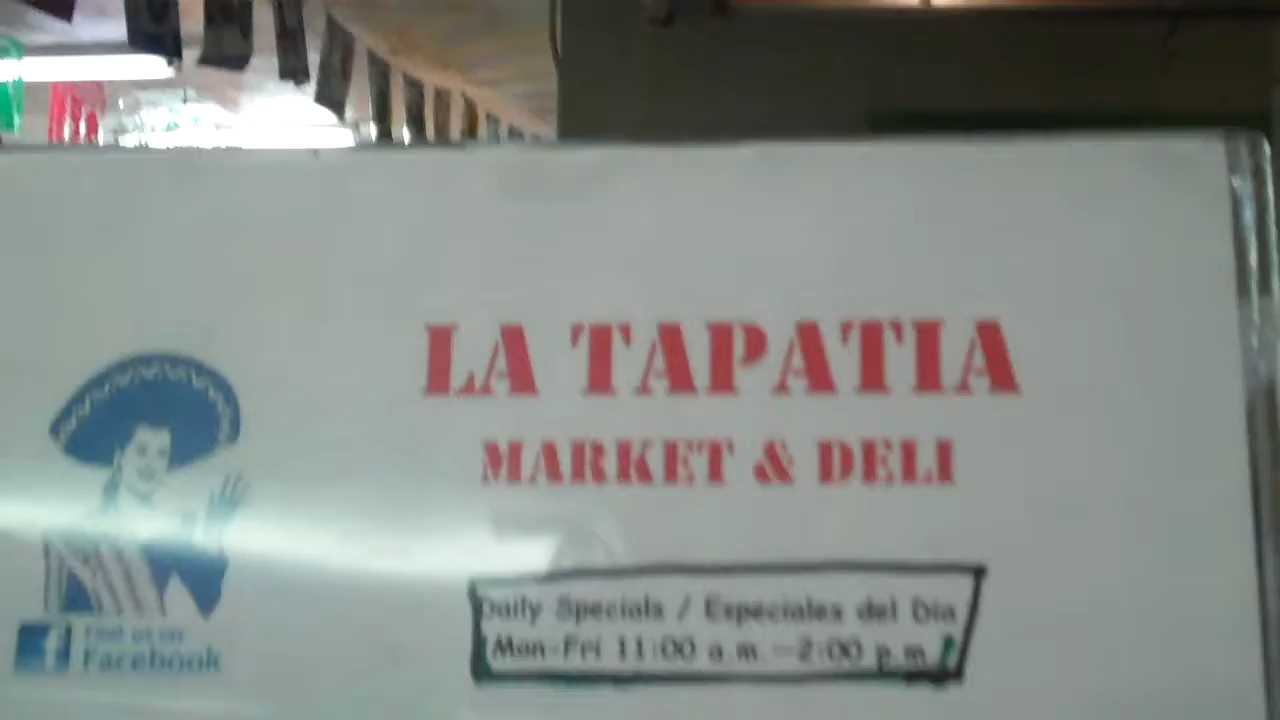 LA TAPATIA
MARKET & DELI
Daily Specials / Especiales del Dia
Mon-Fri 11:00 a.m. - 2:00 p.m.
Find us on
Facebook